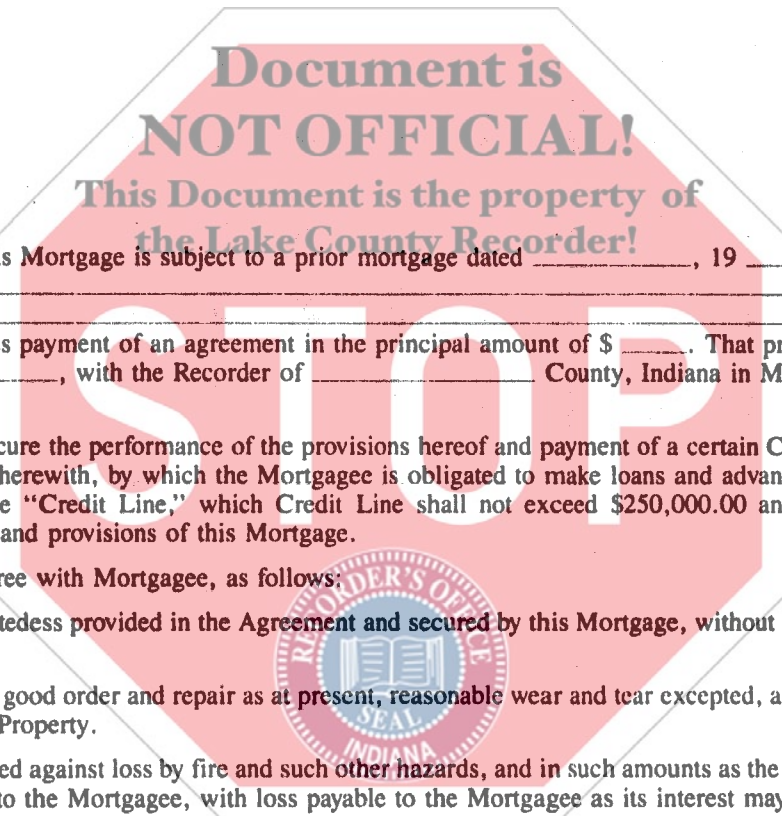 Document is
NOT OFFICIAL!
This Document is the property of
the Lake County Recorder!
s Mortgage is subject to a prior mortgage dated ____________, 19 ____
s payment of an agreement in the principal amount of $ ______. That pr
______, with the Recorder of __________________ County, Indiana in M
STOP
cure the performance of the provisions hereof and payment of a certain C
herewith, by which the Mortgagee is obligated to make loans and advan
e “Credit Line,” which Credit Line shall not exceed $250,000.00 an
and provisions of this Mortgage.
ree with Mortgagee, as follows:
tedess provided in the Agreement and secured by this Mortgage, without
good order and repair as at present, reasonable wear and tear excepted, a
Property.
ed against loss by fire and such other hazards, and in such amounts as the
to the Mortgagee, with loss payable to the Mortgagee as its interest may
RECORDER'S OFFICE
SEAL
INDIANA